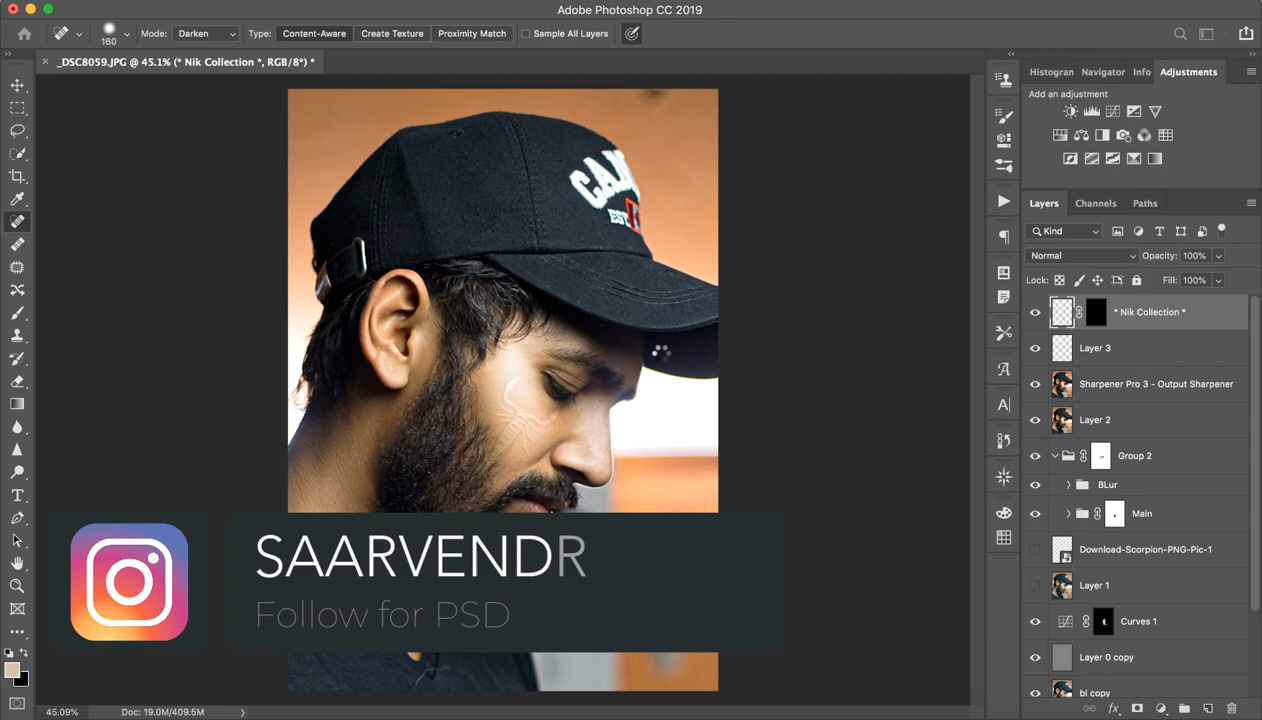 Adobe Photoshop CC 2019
160
Mode: Darken
Type: Content-Aware Create Texture Proximity Match Sample All Layers
_DSC8059.JPG @ 45.1% (* Nik Collection *, RGB/8*) *
Histogran Navigator Info Adjustments
Add an adjustment
Layers Channels Paths
Kind
Normal Opacity: 100%
Lock: Fill: 100%
* Nik Collection *
Layer 3
Sharpener Pro 3 - Output Sharpener
Layer 2
Group 2
BLur
Main
Download-Scorpion-PNG-Pic-1
Layer 1
Curves 1
Layer 0 copy
bl copy
EST
SAARVENDR
Follow for PSD
45.09% Doc: 19.0M/409.5M